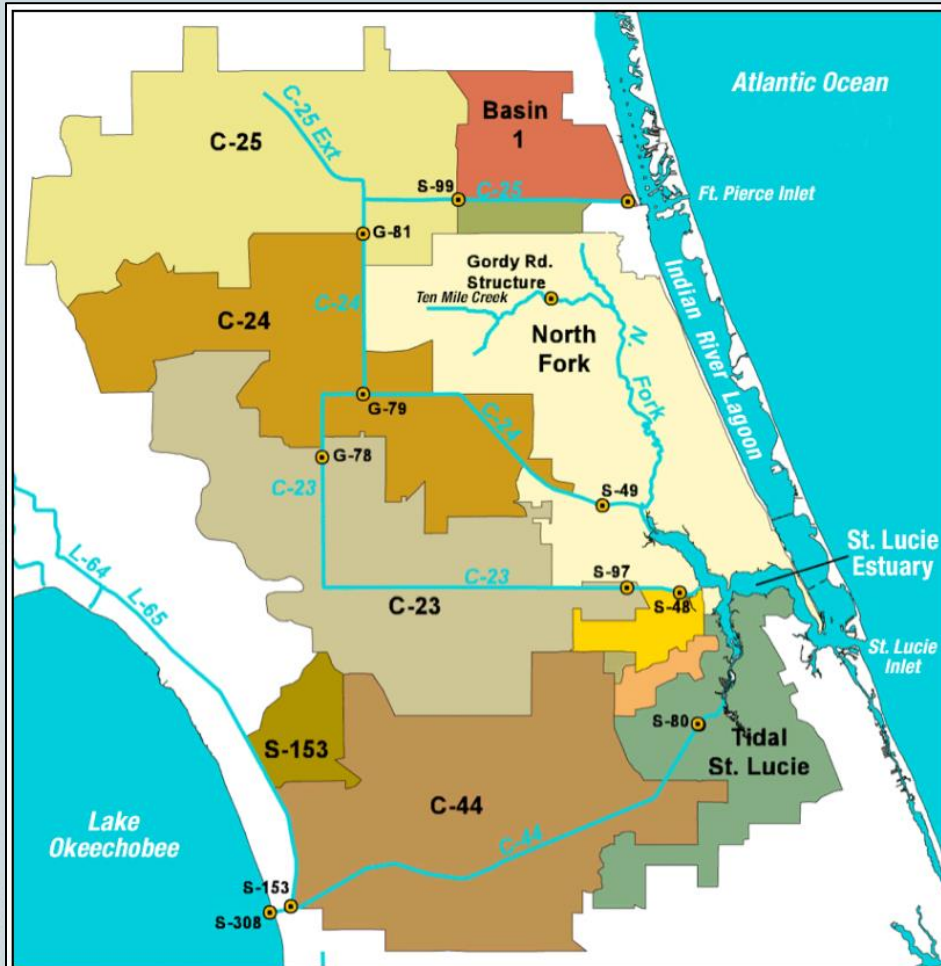 Atlantic Ocean
Basin
1
C-25 Ext
C-25
S-99
C-25
Ft. Pierce Inlet
G-81
Gordy Rd.
Structure
Ten Mile Creek
Indian River Lagoon
C-24
C-24
North
Fork
N. Fork
G-79
C-24
G-78
C-23
S-49
St. Lucie
Estuary
L-64
L-65
C-23
S-97
C-23
S-48
St. Lucie
Inlet
S-80
S-153
Tidal
St. Lucie
C-44
Lake
Okeechobee
C-44
S-153
S-308